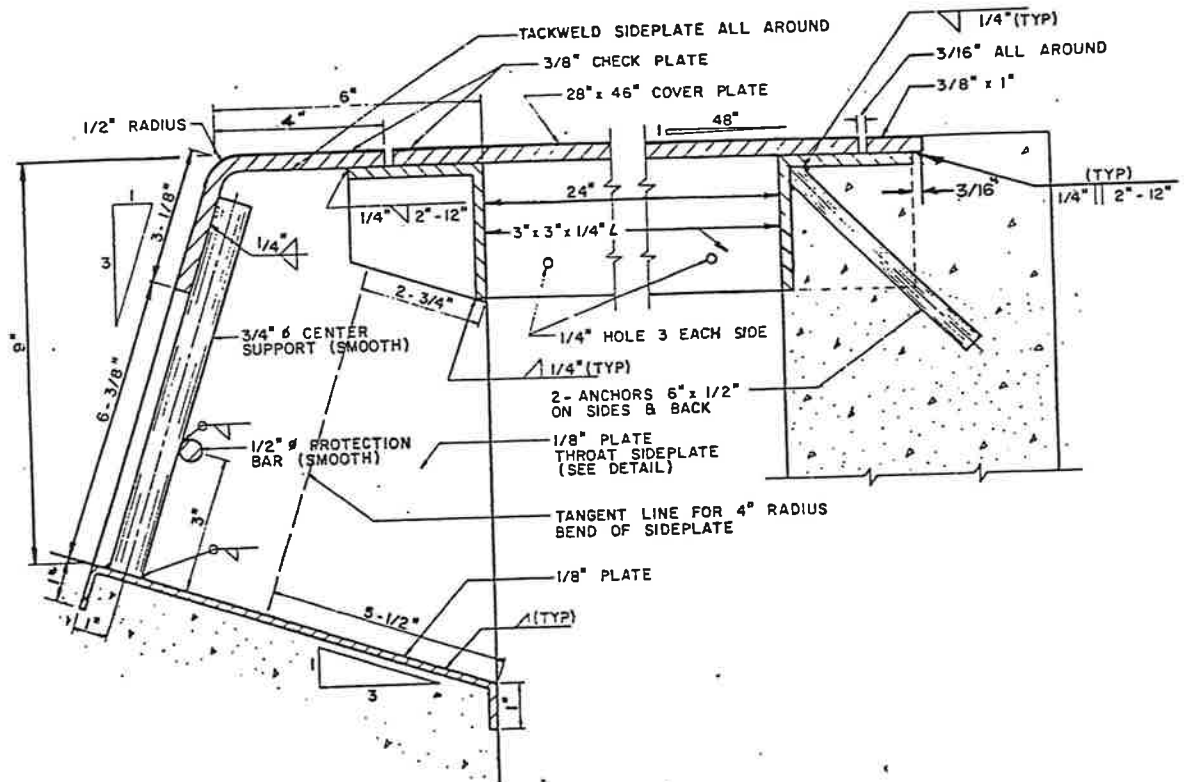 1/4" (TYP)
TACKWELD SIDEPLATE ALL AROUND
3/16" ALL AROUND
3/8" CHECK PLATE
3/8" x 1"
6"
28" x 46" COVER PLATE
4"
48"
1
1/2" RADIUS
3-1/8"
1
3
9"
6-3/8"
1/4"
1/4" 2"-12"
24"
3" x 3" x 1/4" L
3/16"
(TYP)
1/4" 2"-12"
2-3/4"
3/4" ø CENTER
SUPPORT (SMOOTH)
1/4" HOLE 3 EACH SIDE
1/4" (TYP)
2- ANCHORS 6" x 1/2"
ON SIDES & BACK
1/2" ø PROTECTION
BAR (SMOOTH)
1/8" PLATE
THROAT SIDEPLATE
(SEE DETAIL)
3"
TANGENT LINE FOR 4" RADIUS
BEND OF SIDEPLATE
1/8" PLATE
1"
1"
5-1/2"
(TYP)
1
3
1"